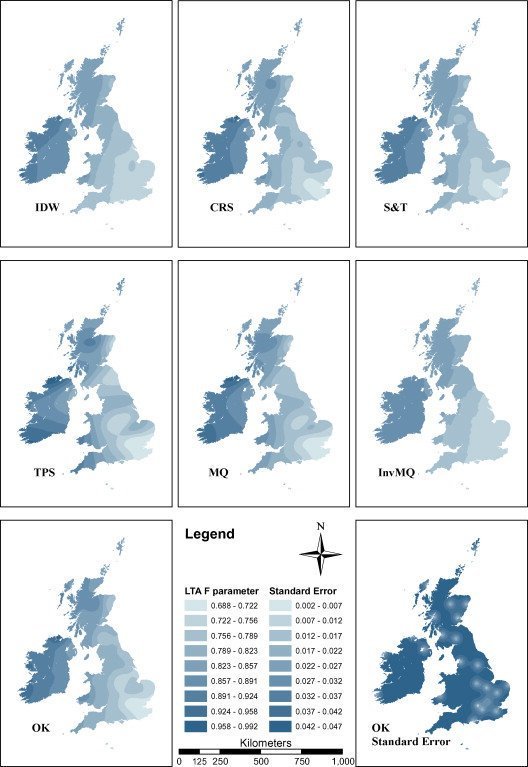 IDW
CRS
S&T
TPS
MQ
InvMQ
Legend
N
LTA F parameter Standard Error
0.688 - 0.722 0.002 - 0.007
0.722 - 0.756 0.007 - 0.012
0.756 - 0.789 0.012 - 0.017
0.789 - 0.823 0.017 - 0.022
0.823 - 0.857 0.022 - 0.027
0.857 - 0.891 0.027 - 0.032
0.891 - 0.924 0.032 - 0.037
0.924 - 0.958 0.037 - 0.042
0.958 - 0.992 0.042 - 0.047
Kilometers
0 125 250 500 750 1,000
OK
OK
Standard Error